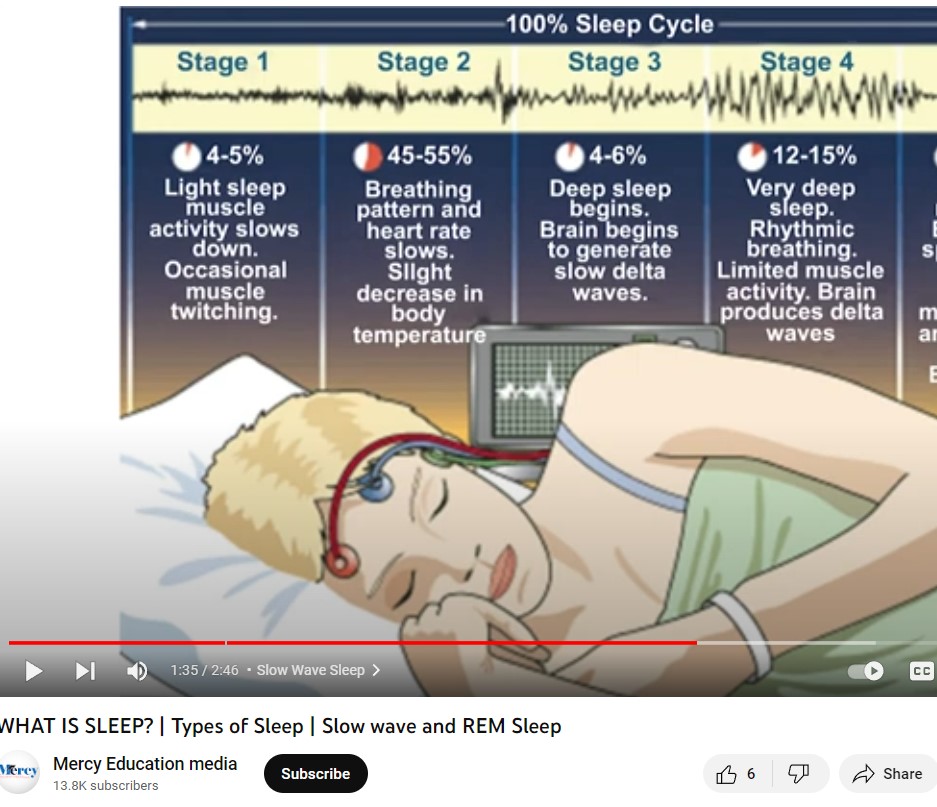 100% Sleep Cycle
Stage 1
Stage 2
Stage 3
Stage 4
4-5%
Light sleep
muscle
activity slows
down.
Occasional
muscle
twitching.
45-55%
Breathing
pattern and
heart rate
slows.
Slight
decrease in
body
temperature
4-6%
Deep sleep
begins.
Brain begins
to generate
slow delta
waves.
12-15%
Very deep
sleep.
Rhythmic
breathing.
Limited muscle
activity. Brain
produces delta
waves
1:35 / 2:46 • Slow Wave Sleep
CC
WHAT IS SLEEP? | Types of Sleep | Slow wave and REM Sleep
Mercy
Mercy Education media
13.8K subscribers
Subscribe
6
Share